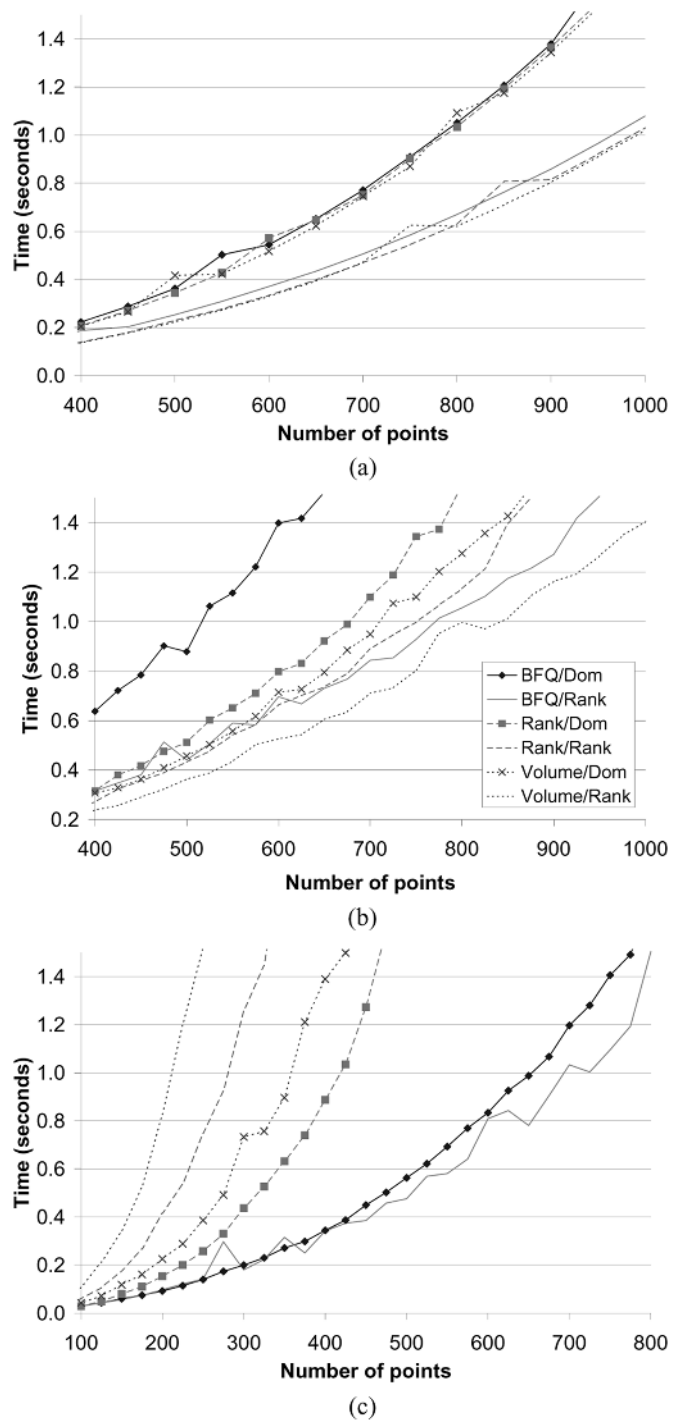 1.4
1.2
1.0
0.8
0.6
0.4
0.2
0.0
Time (seconds)
400 500 600 700 800 900 1000
Number of points
(a)
1.4
1.2
1.0
0.8
0.6
0.4
0.2
Time (seconds)
BFQ/Dom
BFQ/Rank
Rank/Dom
Rank/Rank
Volume/Dom
Volume/Rank
400 500 600 700 800 900 1000
Number of points
(b)
1.4
1.2
1.0
0.8
0.6
0.4
0.2
0.0
Time (seconds)
100 200 300 400 500 600 700 800
Number of points
(c)